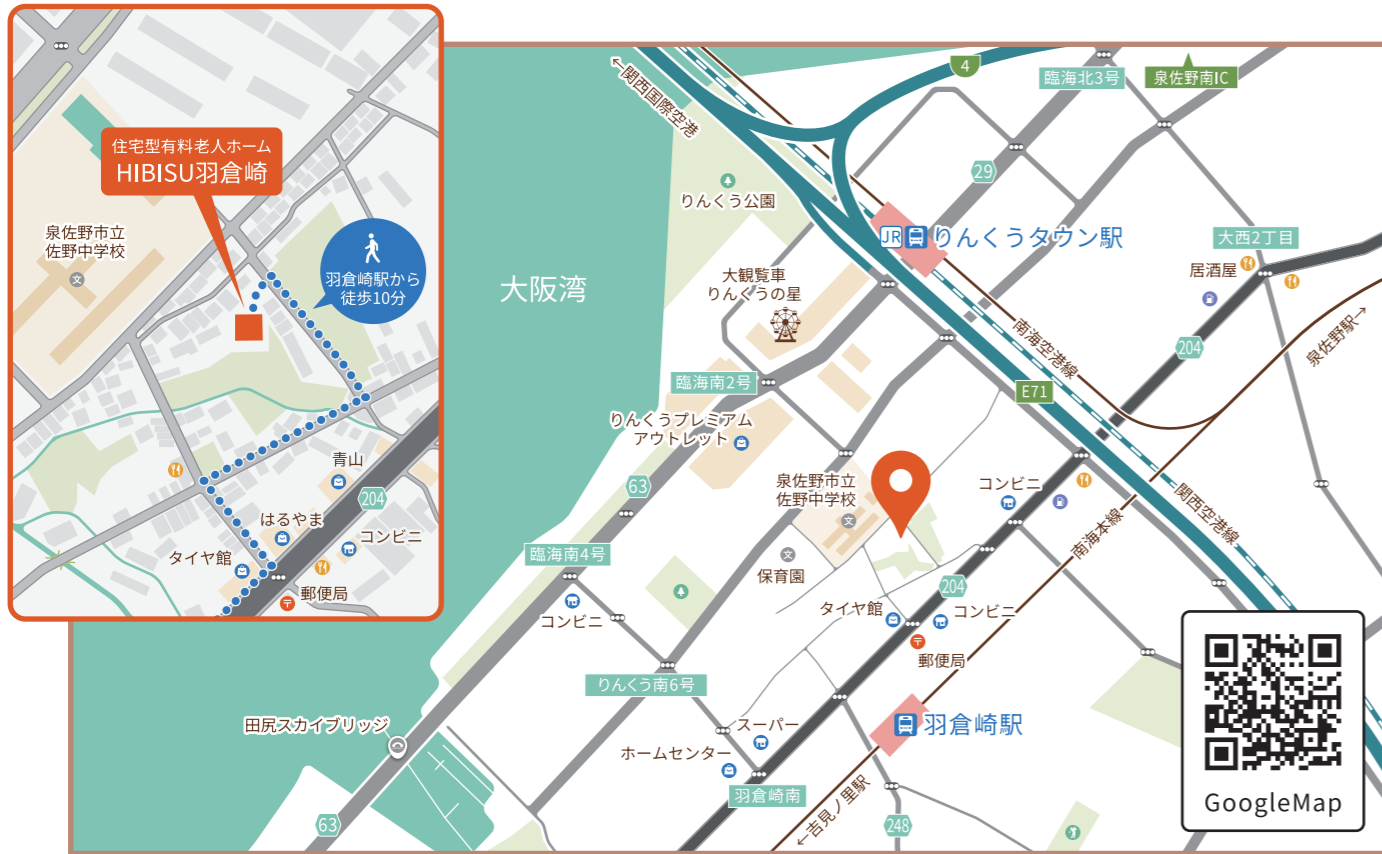 住宅型有料老人ホーム
HIBISU羽倉崎
泉佐野市立
佐野中学校
文
羽倉崎駅から
徒歩10分
青山
204
はるやま
コンビニ
タイヤ館
郵便局
←関西国際空港
4
臨海北3号
泉佐野南IC
29
りんくう公園
JR
りんくうタウン駅
大西2丁目
居酒屋
大阪湾
大観覧車
りんくうの星
南海空港線
204
泉佐野駅→
臨海南2号
E71
りんくうプレミアム
アウトレット
63
泉佐野市立
佐野中学校
文
コンビニ
関西空港線
南海本線
臨海南4号
文
保育園
204
コンビニ
タイヤ館
コンビニ
郵便局
りんくう南6号
田尻スカイブリッジ
スーパー
羽倉崎駅
ホームセンター
羽倉崎南
←吉見ノ里駅
63
248
GoogleMap